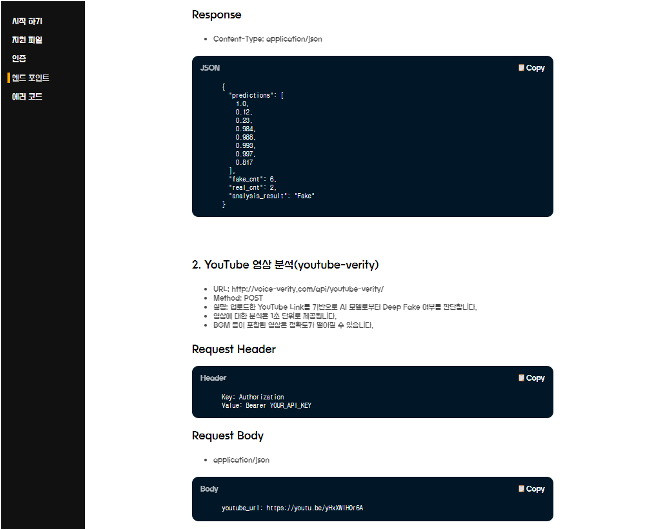 시작 하기
지원 파일
인증
엔드 포인트
에러 코드
Response
Content-Type: application/json
JSON
Copy
{
"predictions": [
1.0,
0.12,
0.23,
0.984,
0.988,
0.993,
0.997,
0.817
],
"fake_cnt": 6,
"real_cnt": 2,
"analysis_result": "Fake"
}
2. YouTube 영상 분석(youtube-verity)
URL: http://voice-verity.com/api/youtube-verity/
Method: POST
설명: 업로드한 YouTube Link를 기반으로 AI 모델로부터 Deep Fake 여부를 판단합니다.
영상에 대한 분석은 1초 단위로 제공됩니다.
BGM 등이 포함된 영상은 정확도가 떨어질 수 있습니다.
Request Header
Header
Copy
Key: Authorization
Value: Bearer YOUR_API_KEY
Request Body
application/json
Body
Copy
youtube_url: